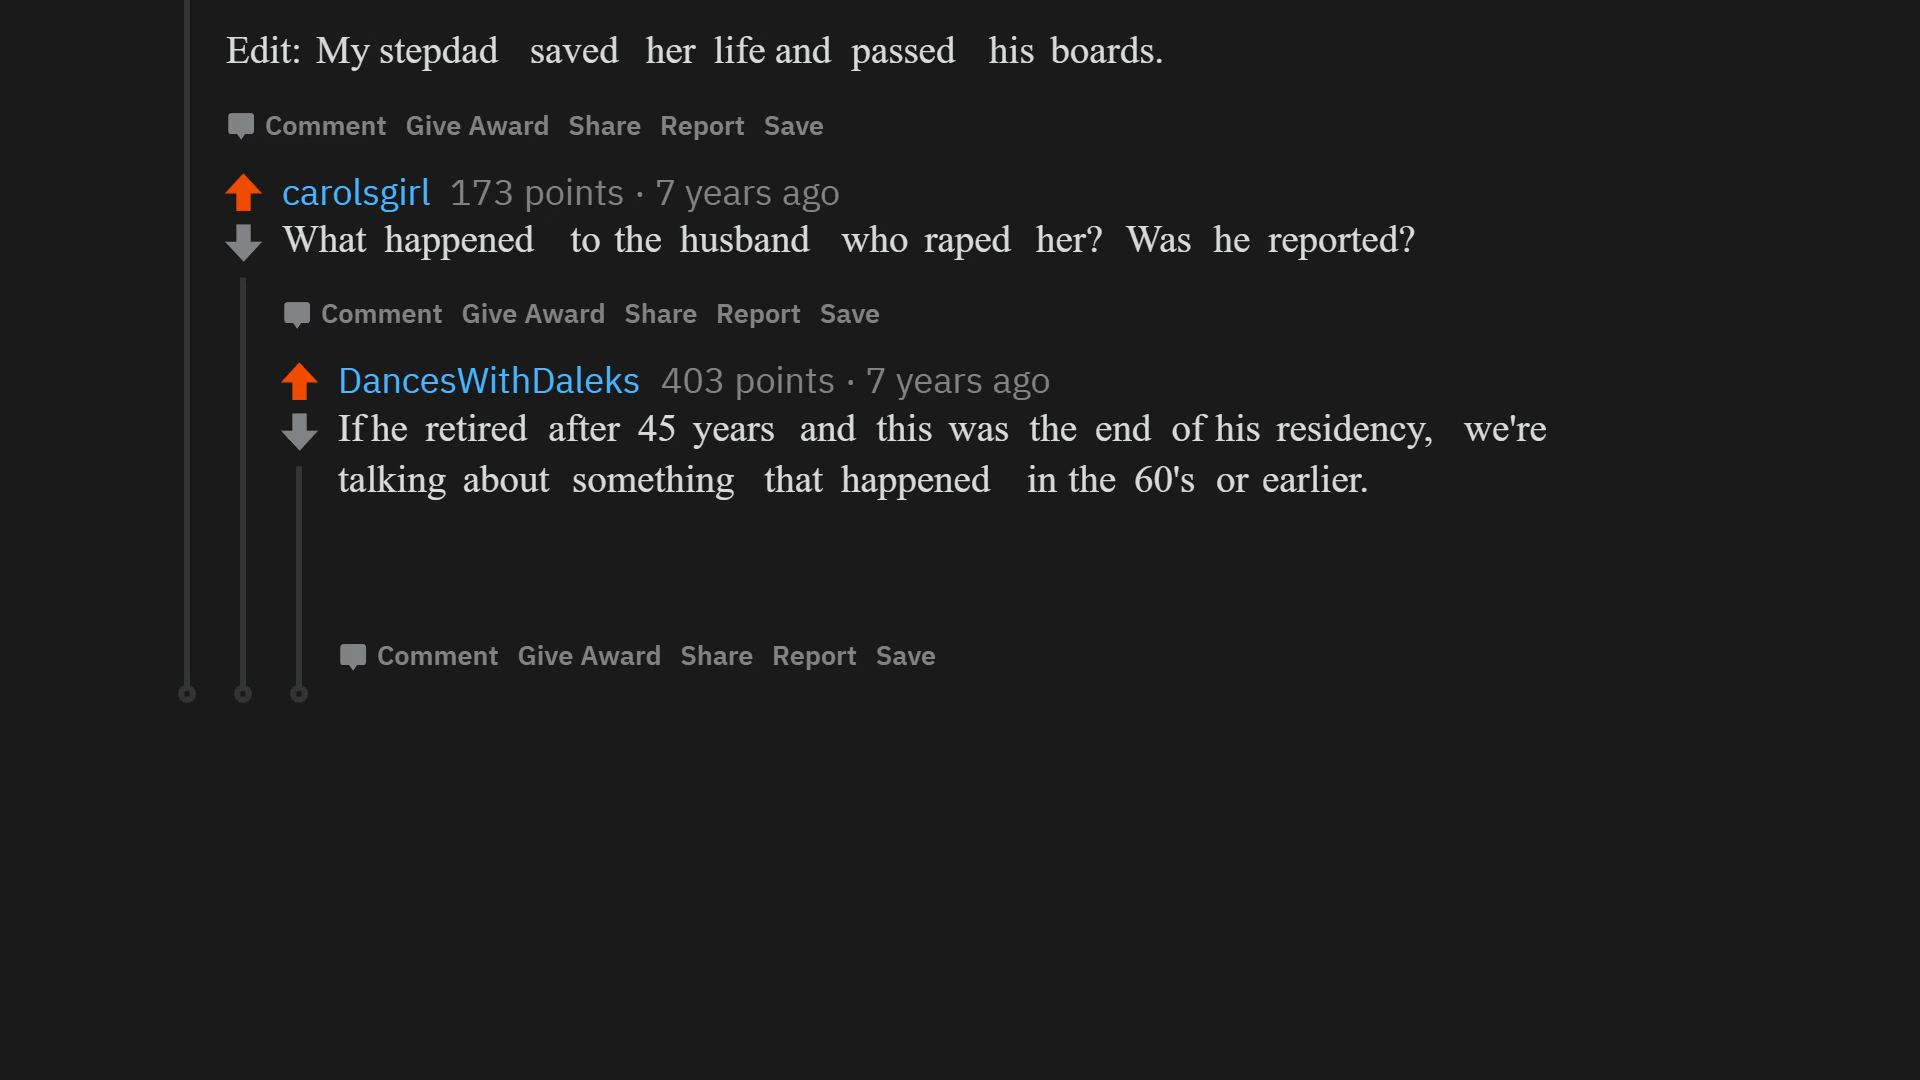 Edit: My stepdad saved her life and passed his boards.
Comment Give Award Share Report Save
carolsgirl 173 points · 7 years ago
What happened to the husband who raped her? Was he reported?
Comment Give Award Share Report Save
DancesWithDaleks 403 points · 7 years ago
If he retired after 45 years and this was the end of his residency, we're
talking about something that happened in the 60's or earlier.
Comment Give Award Share Report Save